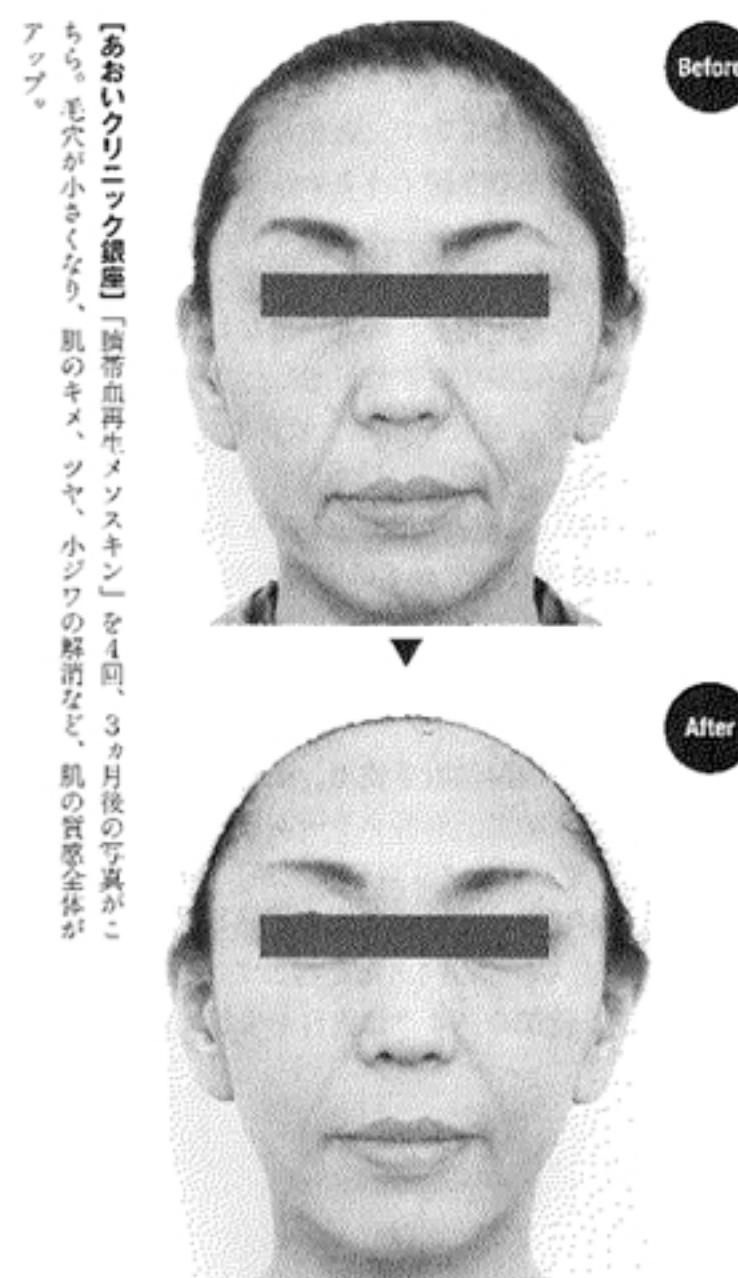 【あおいクリニック銀座】「臍帯血再生メソスキン」を4回、3ヵ月後の写真がこ
ちら。毛穴が小さくなり、肌のキメ、ツヤ、小ジワの解消など、肌の質感全体が
アップ。
Before
After